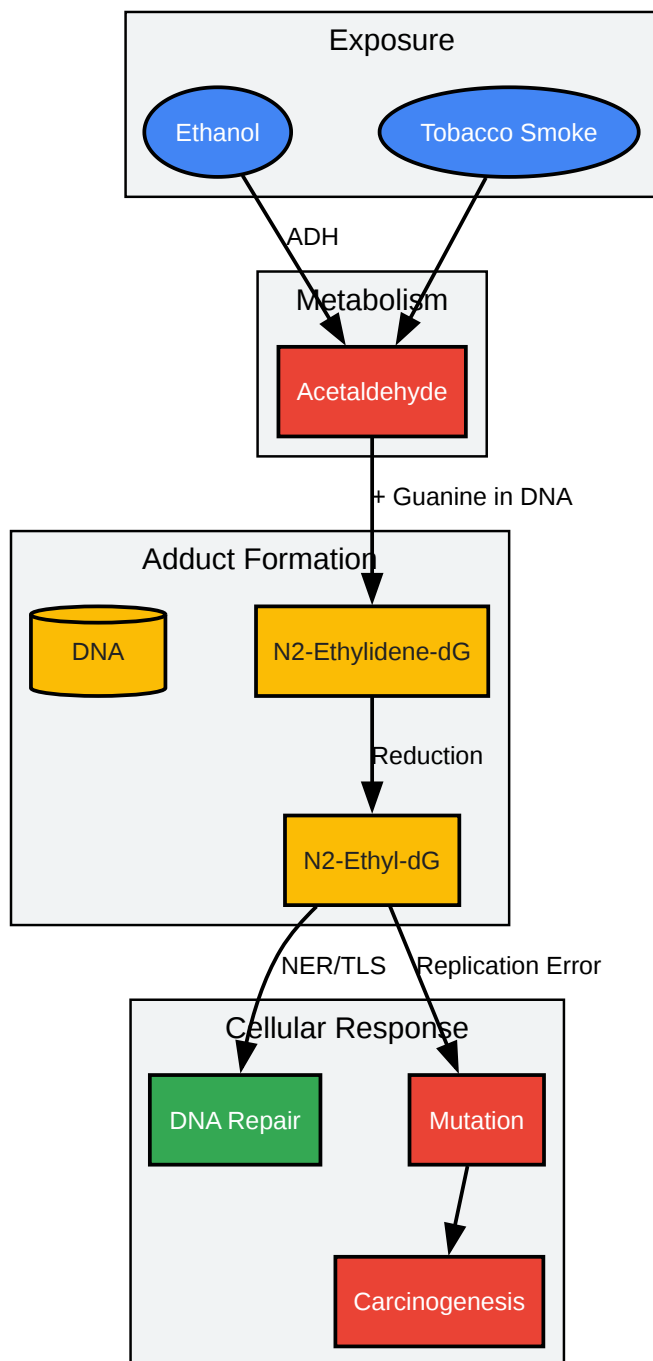 Exposure
Ethanol
Tobacco Smoke
ADH
Metabolism
Acetaldehyde
+ Guanine in DNA
Adduct Formation
DNA
N2-Ethylidene-dG
Reduction
N2-Ethyl-dG
NER/TLS
Replication Error
Cellular Response
DNA Repair
Mutation
Carcinogenesis